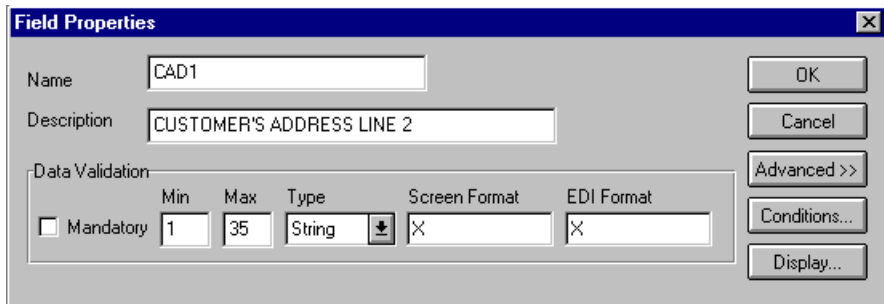 Field Properties
Name CAD1
OK
Description CUSTOMER'S ADDRESS LINE 2
Cancel
Data Validation
Advanced >>
Min Max Type Screen Format EDI Format
Mandatory 1 35 String X X
Conditions...
Display...